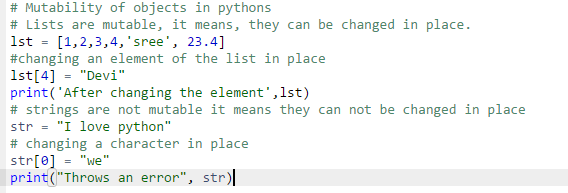 # Mutability of objects in pythons
# Lists are mutable, it means, they can be changed in place.
lst = [1,2,3,4,'sree', 23.4]
#changing an element of the list in place
lst[4] = "Devi"
print('After changing the element',lst)
# strings are not mutable it means they can not be changed in place
str = "I love python"
# changing a character in place
str[0] = "we"
print("Throws an error", str)